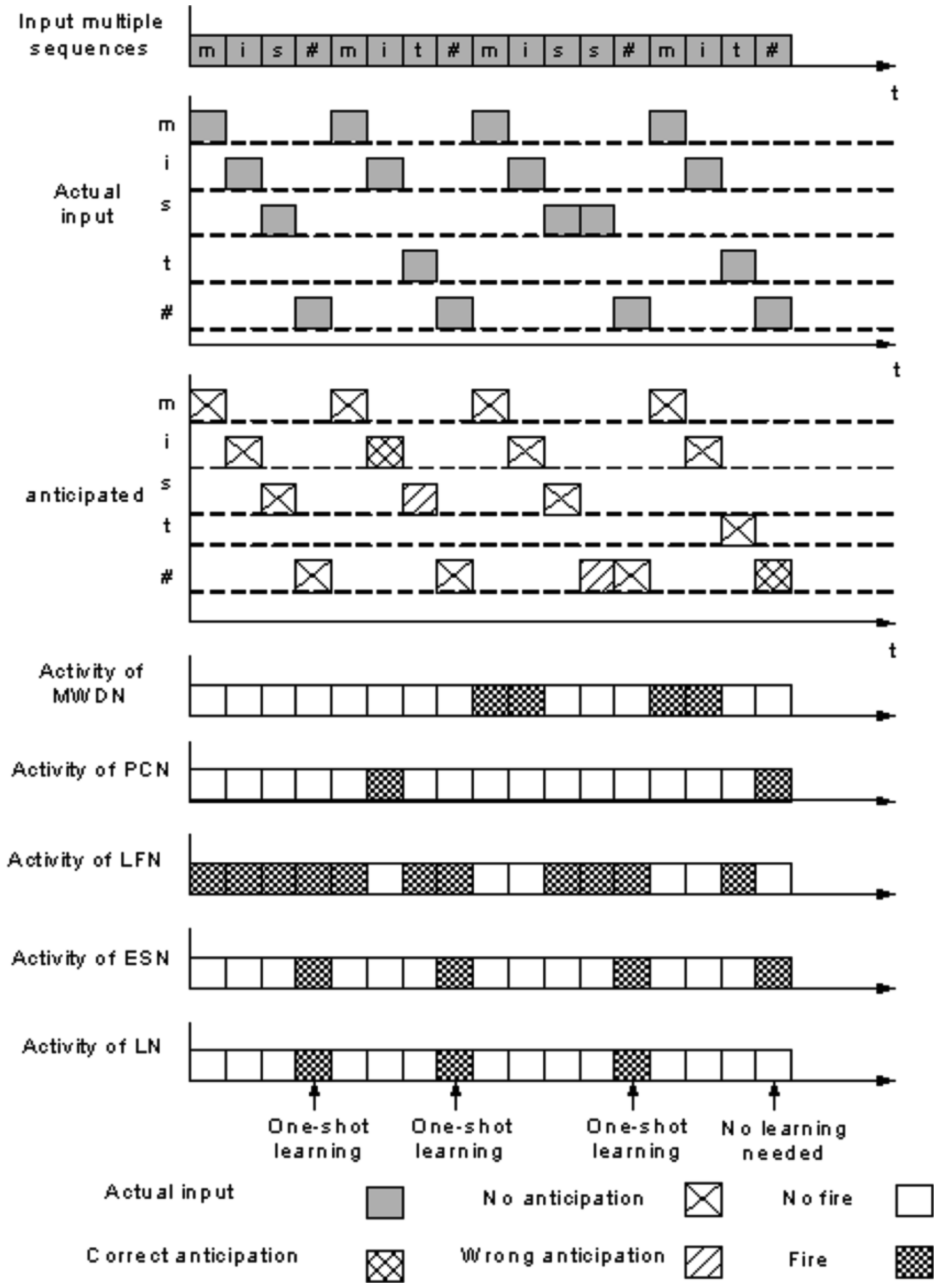 Input multiple
sequences
m i s # m i t # m i s s # m i t #
t
m
i
Actual
input
s
t
#
t
m
i
s
anticipated
t
#
t
Activity of
MWDN
Activity of PCN
Activity of LFN
Activity of ESN
Activity of LN
One-shot One-shot One-shot No learning
learning learning learning needed
Actual input No anticipation No fire
Correct anticipation Wrong anticipation Fire